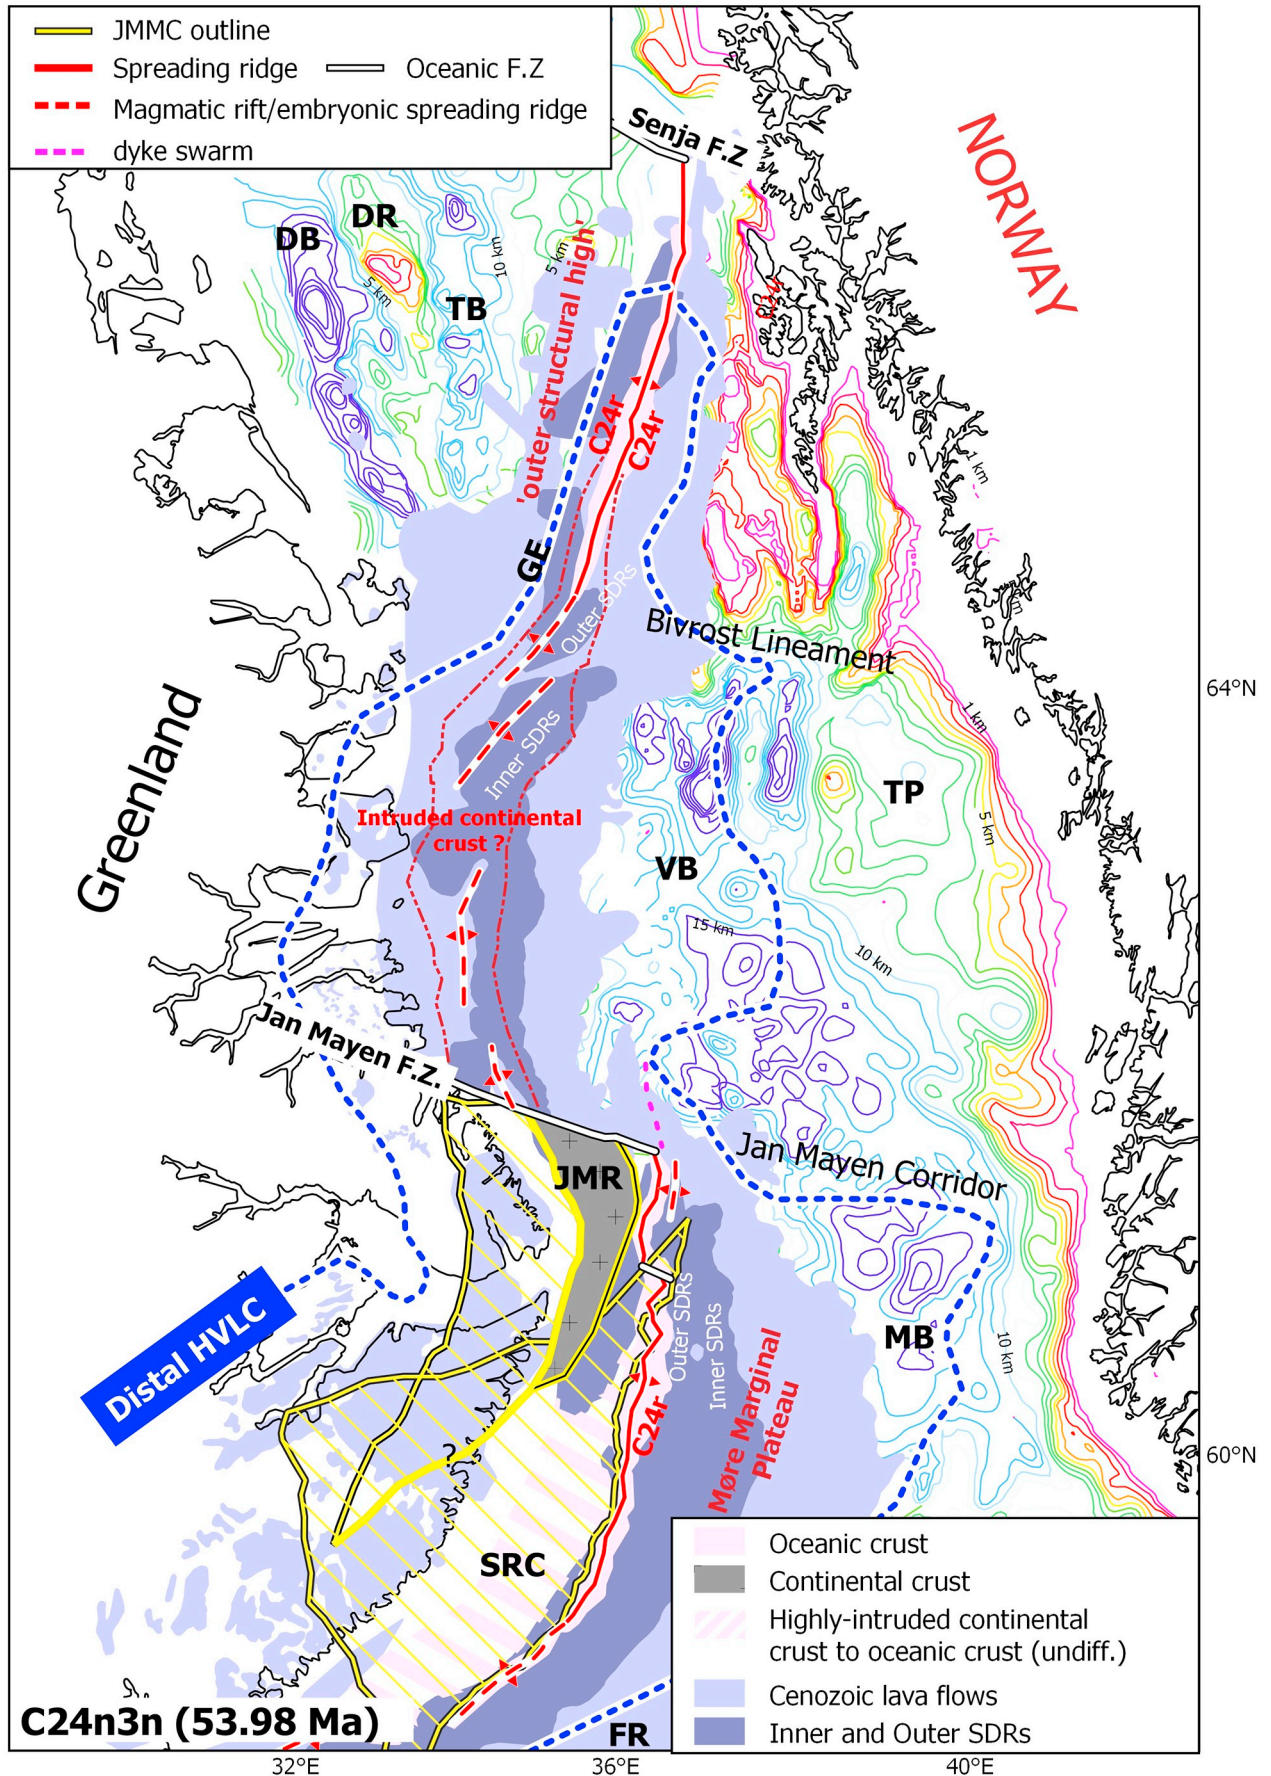 JMMC outline
Spreading ridge
Oceanic F.Z
Magmatic rift/embryonic spreading ridge
dyke swarm
Senja F.Z
NORWAY
DR
DB
TB
10 km
5 km
5 km
'outer structural high'
C24r
C24r
1 km
GE
Outer SDRs
Bivrost Lineament
64°N
1 km
Inner SDRs
Greenland
TP
Intruded continental
crust ?
5 km
VB
15 km
10 km
Jan Mayen F.Z.
Jan Mayen Corridor
JMR
Distal HVLC
Outer SDRs
Inner SDRs
MB
10 km
C24r
Møre Marginal
Plateau
60°N
?
SRC
Oceanic crust
Continental crust
Highly-intruded continental
crust to oceanic crust (undiff.)
Cenozoic lava flows
Inner and Outer SDRs
C24n3n (53.98 Ma)
FR
32°E
36°E
40°E